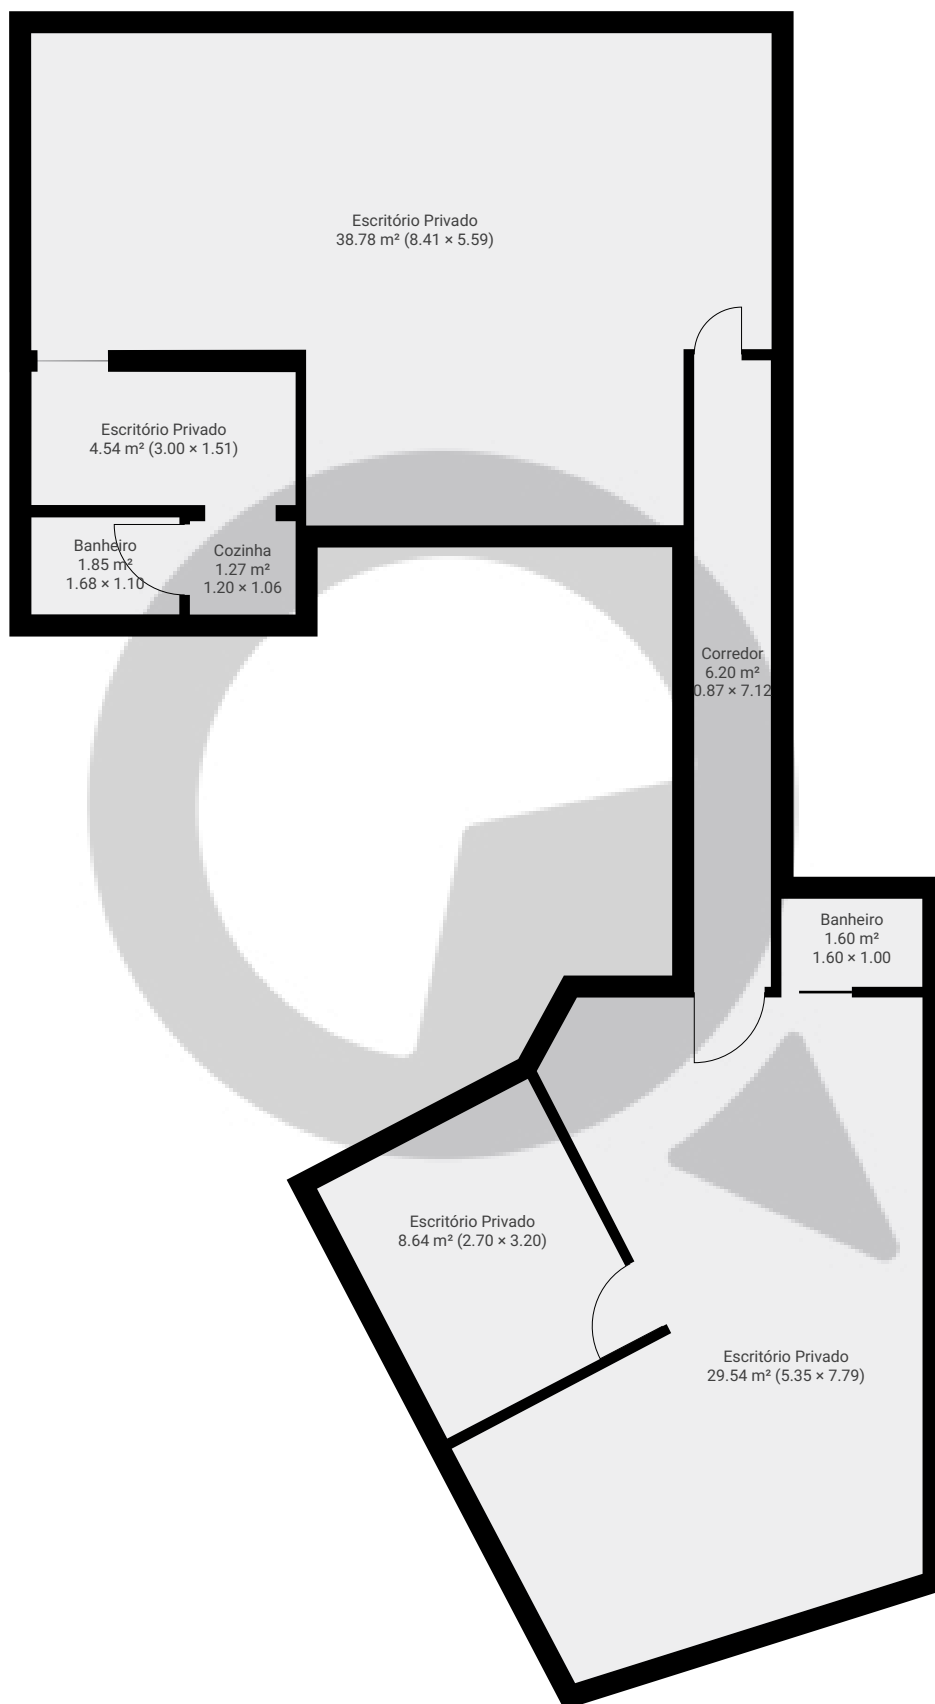 Escritório Privado
38.78 m² (8.41 × 5.59)
Escritório Privado
4.54 m² (3.00 × 1.51)
Banheiro
1.85 m²
1.68 × 1.10
Cozinha
1.27 m²
1.20 × 1.06
Corredor
6.20 m²
0.87 × 7.12
Banheiro
1.60 m²
1.60 × 1.00
Escritório Privado
8.64 m² (2.70 × 3.20)
Escritório Privado
29.54 m² (5.35 × 7.79)